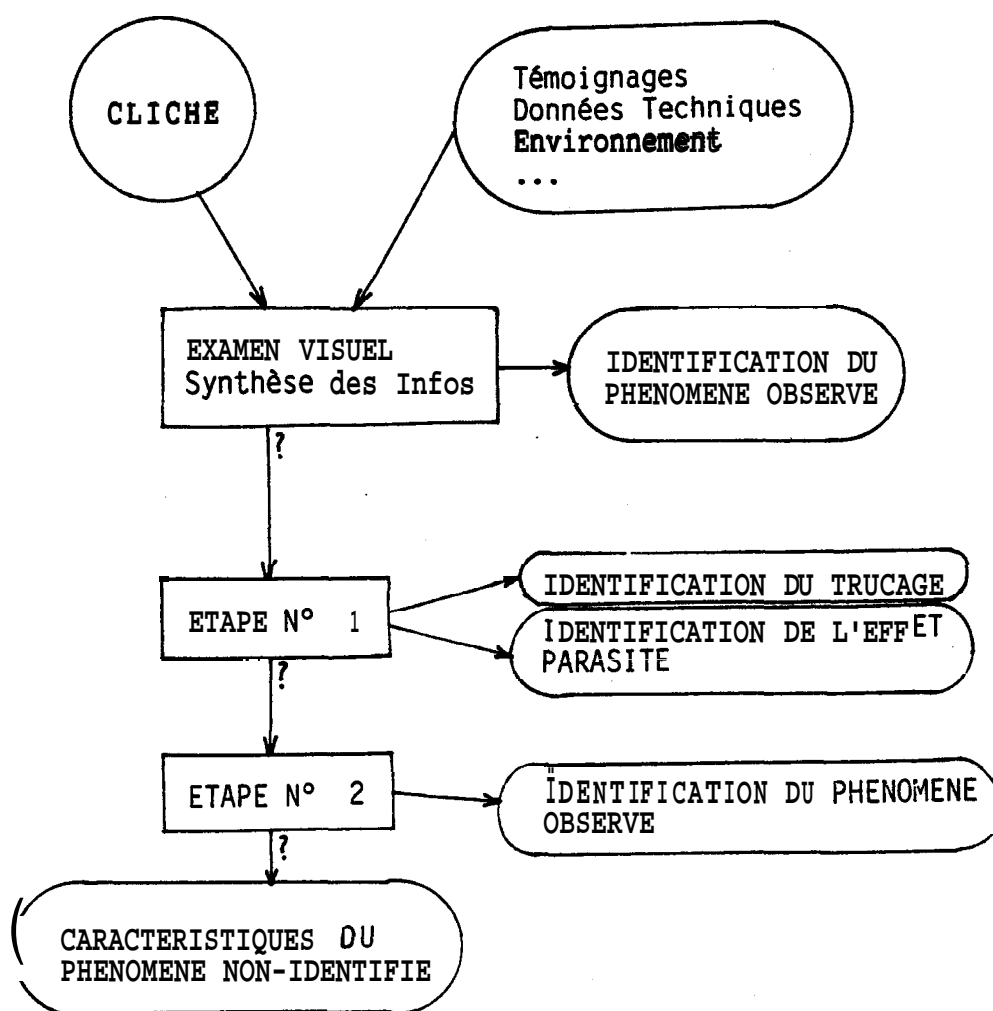 CLICHE
Témoignages
Données Techniques
Environnement
...
EXAMEN VISUEL
Synthèse des Infos
IDENTIFICATION DU
PHENOMENE OBSERVE
?
IDENTIFICATION DU TRUCAGE
ETAPE N° 1
IDENTIFICATION DE L'EFFET
PARASITE
?
ETAPE N° 2
IDENTIFICATION DU PHENOMENE
OBSERVE
?
CARACTERISTIQUES DU
PHENOMENE NON-IDENTIFIE